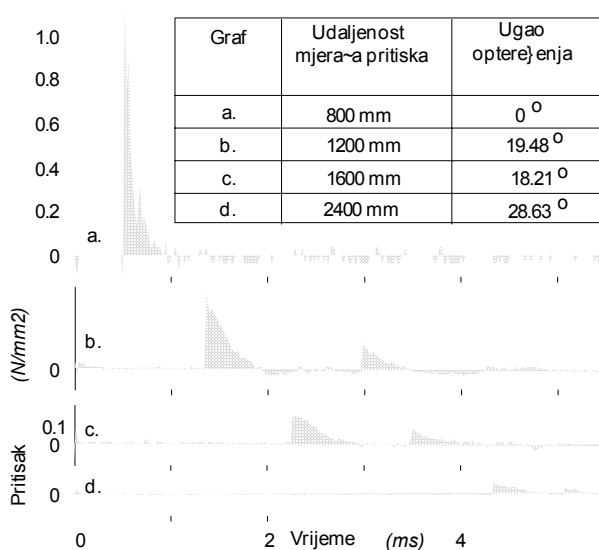 Graf Udaljenost mjera~a pritiska Ugao optere}enja
a. 800 mm 0 o
b. 1200 mm 19.48 o
c. 1600 mm 18.21 o
d. 2400 mm 28.63 o
1.0
0.8
0.6
0.4
0.2
0 a.
b.
0
0.1 c.
0
d.
0
Pritisak (N/mm2)
0 2 Vrijeme (ms) 4